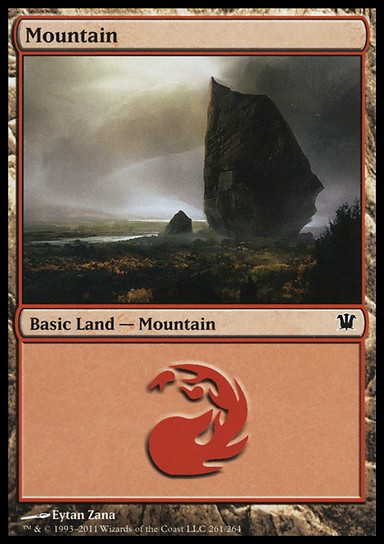 Mountain
Basic Land — Mountain
Eytan Zana
™ & © 1993–2011 Wizards of the Coast LLC 261/264